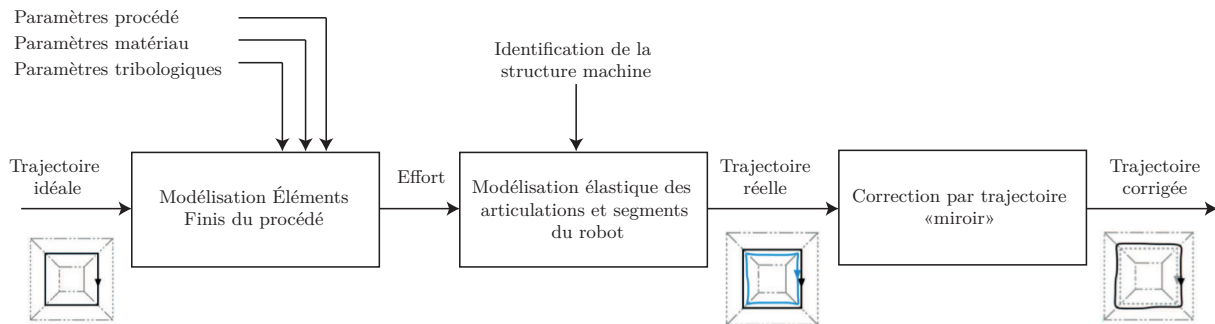 Paramètres procédé
Paramètres matériau
Paramètres tribologiques
Identification de la
structure machine
Trajectoire
idéale
Modélisation Éléments
Finis du procédé
Effort
Modélisation élastique des
articulations et segments
du robot
Trajectoire
réelle
Correction par trajectoire
«miroir»
Trajectoire
corrigée